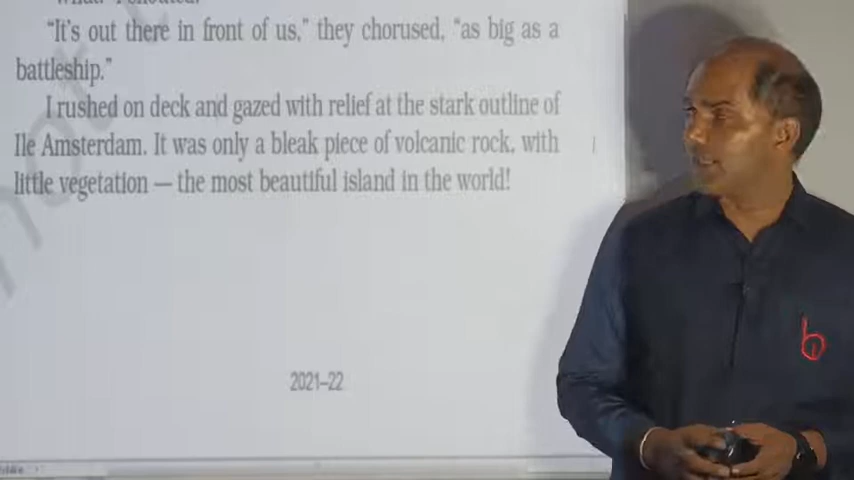 "It's out there in front of us," they chorused, "as big as a
battleship."
I rushed on deck and gazed with relief at the stark outline of
Ile Amsterdam. It was only a bleak piece of volcanic rock, with
little vegetation — the most beautiful island in the world!
2021–22